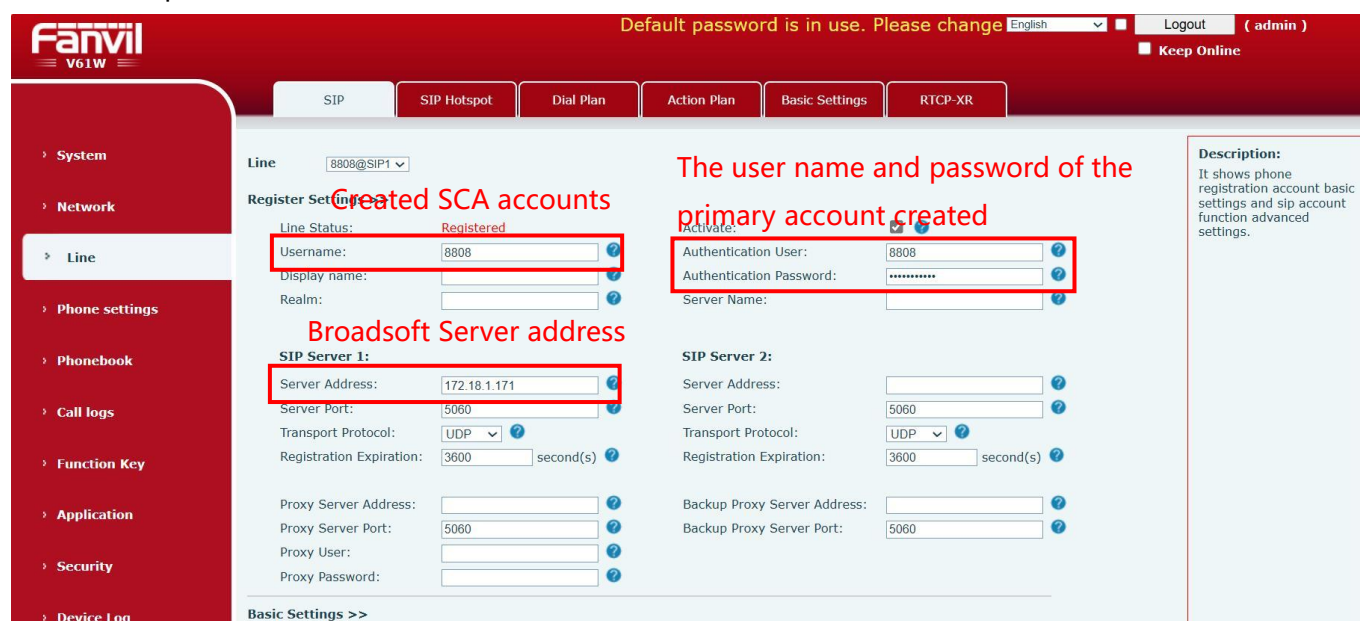 Default password is in use. Please change English Logout ( admin )
Keep Online
Fanvil
V61W
SIP SIP Hotspot Dial Plan Action Plan Basic Settings RTCP-XR
› System
› Network
› Line
› Phone settings
› Phonebook
› Call logs
› Function Key
› Application
› Security
› Device Log
Line 8808@SIP1
The user name and password of the
primary account created
Created SCA accounts
Register Settings >>
Line Status: Registered Activate:
Username: 8808 Authentication User: 8808
Display name: Authentication Password: •••••••••••
Realm: Server Name:
Broadsoft Server address
SIP Server 1: SIP Server 2:
Server Address: 172.18.1.171 Server Address:
Server Port: 5060 Server Port: 5060
Transport Protocol: UDP Transport Protocol: UDP
Registration Expiration: 3600 second(s) Registration Expiration: 3600 second(s)
Proxy Server Address: Backup Proxy Server Address:
Proxy Server Port: 5060 Backup Proxy Server Port: 5060
Proxy User:
Proxy Password:
Basic Settings >>
Description:
It shows phone
registration account basic
settings and sip account
function advanced
settings.